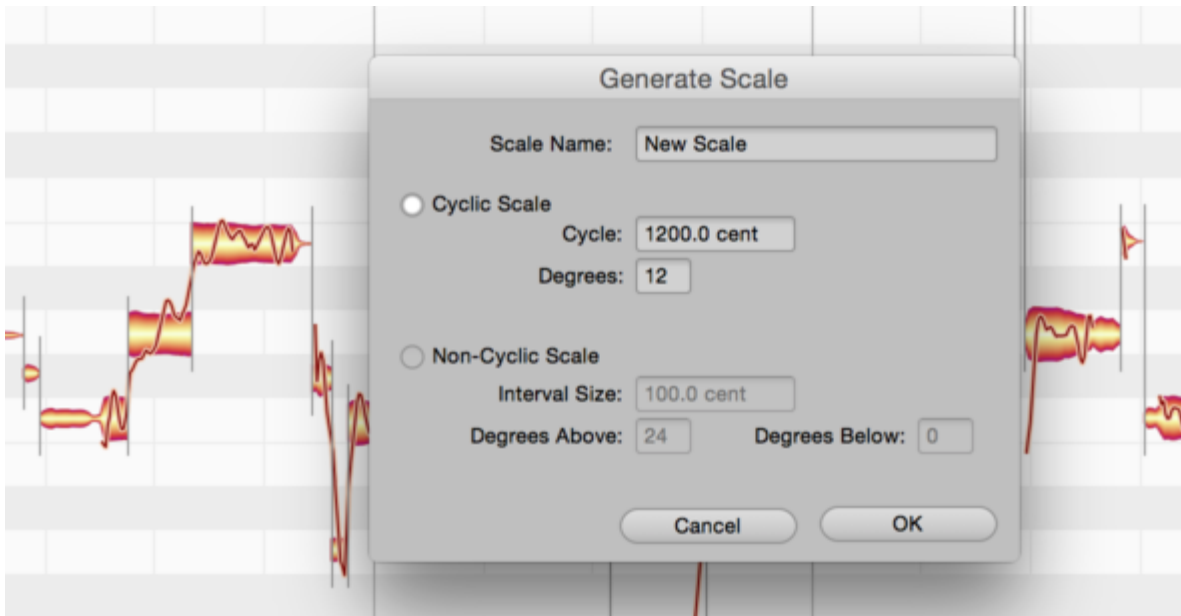 Generate Scale
Scale Name: New Scale
Cyclic Scale
Cycle: 1200.0 cent
Degrees: 12
Non-Cyclic Scale
Interval Size: 100.0 cent
Degrees Above: 24 Degrees Below: 0
Cancel OK